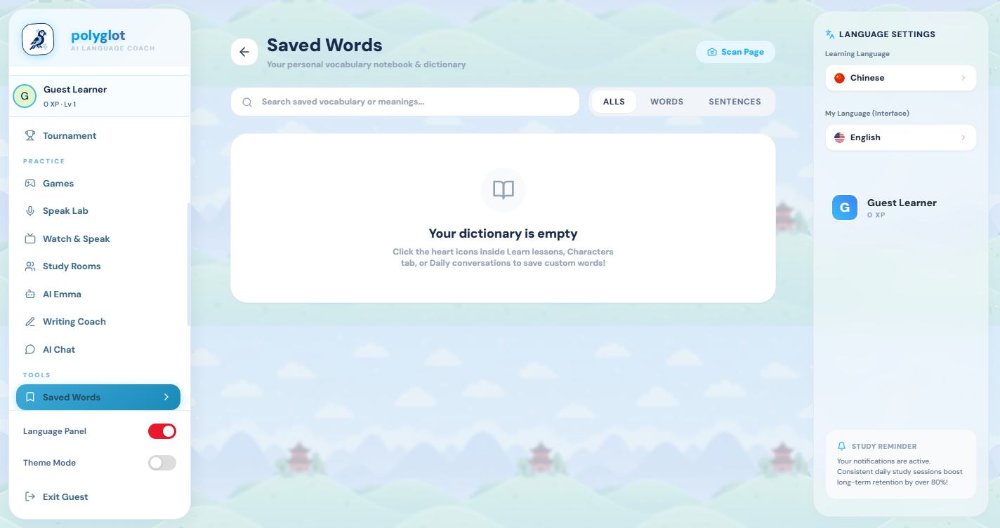 polyglot
AI LANGUAGE COACH
G
Guest Learner
0 XP · Lv 1
Tournament
PRACTICE
Games
Speak Lab
Watch & Speak
Study Rooms
AI Emma
Writing Coach
AI Chat
TOOLS
Saved Words
Language Panel
Theme Mode
Exit Guest
Saved Words
Your personal vocabulary notebook & dictionary
Scan Page
Search saved vocabulary or meanings...
ALLS
WORDS
SENTENCES
Your dictionary is empty
Click the heart icons inside Learn lessons, Characters
tab, or Daily conversations to save custom words!
LANGUAGE SETTINGS
Learning Language
Chinese
My Language (Interface)
English
G
Guest Learner
0 XP
STUDY REMINDER
Your notifications are active.
Consistent daily study sessions boost
long-term retention by over 80%!